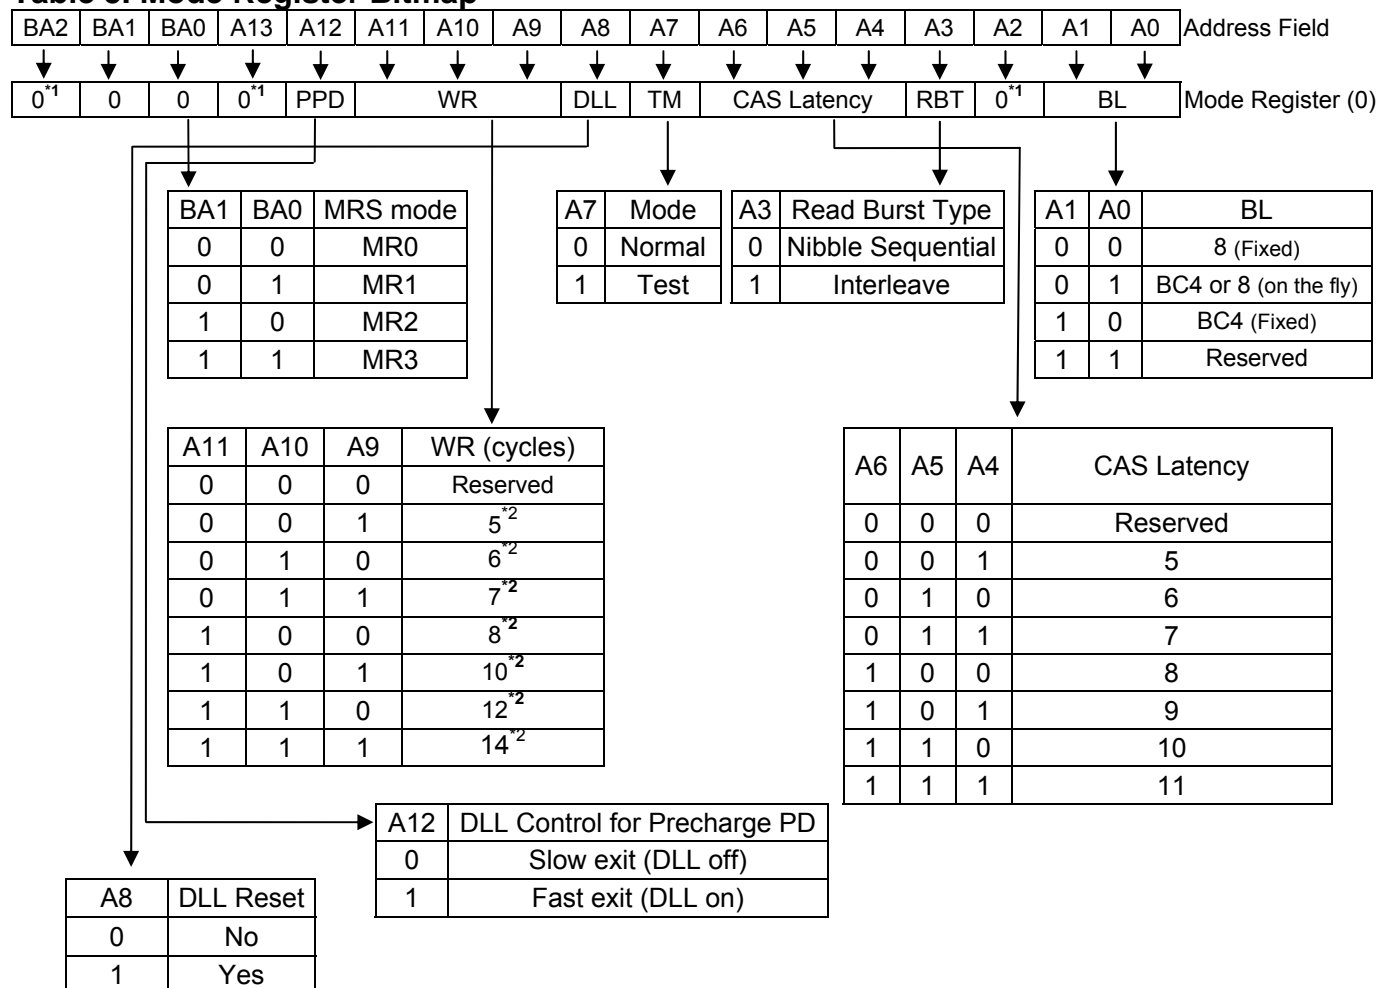 Table 8. Mode Register Bitmap
BA2 BA1 BA0 A13 A12 A11 A10 A9 A8 A7 A6 A5 A4 A3 A2 A1 A0 Address Field
0*1 0 0 0*1 PPD WR DLL TM CAS Latency RBT 0*1 BL Mode Register (0)
BA1 BA0 MRS mode
0 0 MR0
0 1 MR1
1 0 MR2
1 1 MR3
A7 Mode
0 Normal
1 Test
A3 Read Burst Type
0 Nibble Sequential
1 Interleave
A1 A0 BL
0 0 8 (Fixed)
0 1 BC4 or 8 (on the fly)
1 0 BC4 (Fixed)
1 1 Reserved
A11 A10 A9 WR (cycles)
0 0 0 Reserved
0 0 1 5*2
0 1 0 6*2
0 1 1 7*2
1 0 0 8*2
1 0 1 10*2
1 1 0 12*2
1 1 1 14*2
A6 A5 A4 CAS Latency
0 0 0 Reserved
0 0 1 5
0 1 0 6
0 1 1 7
1 0 0 8
1 0 1 9
1 1 0 10
1 1 1 11
A12 DLL Control for Precharge PD
0 Slow exit (DLL off)
1 Fast exit (DLL on)
A8 DLL Reset
0 No
1 Yes